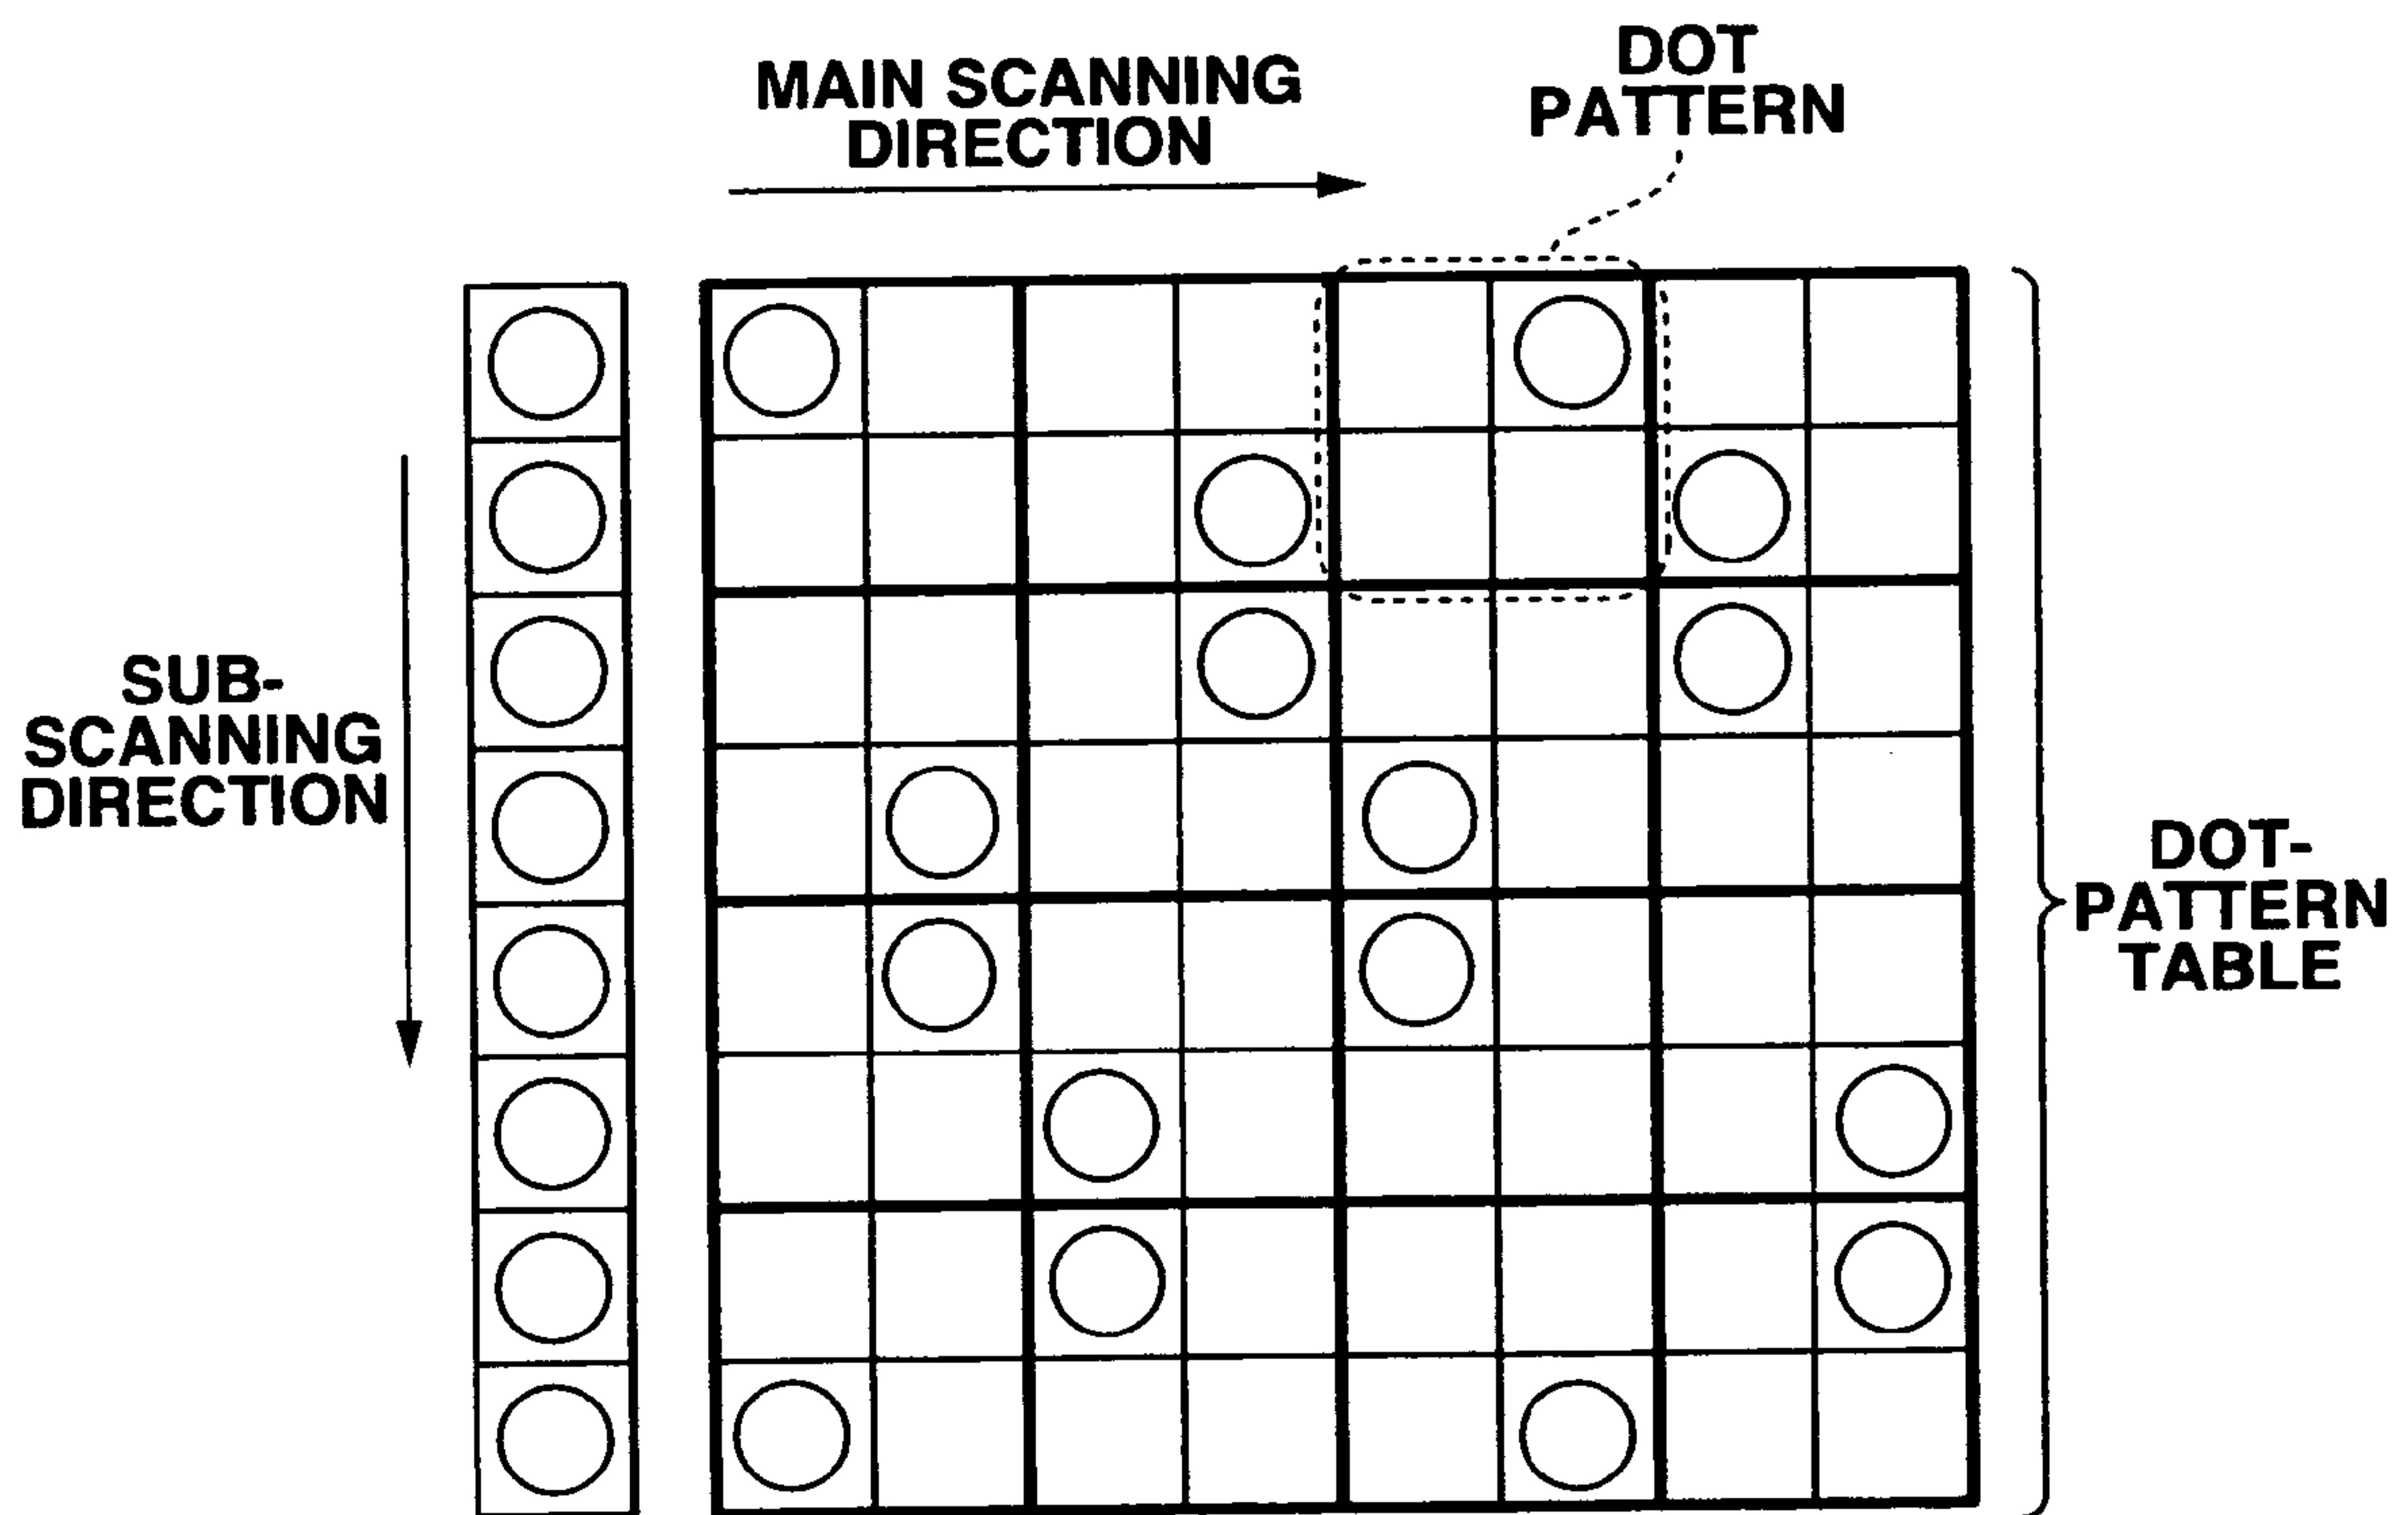 MAIN SCANNING
DIRECTION
DOT
PATTERN
SUB-
SCANNING
DIRECTION
DOT-
PATTERN
TABLE